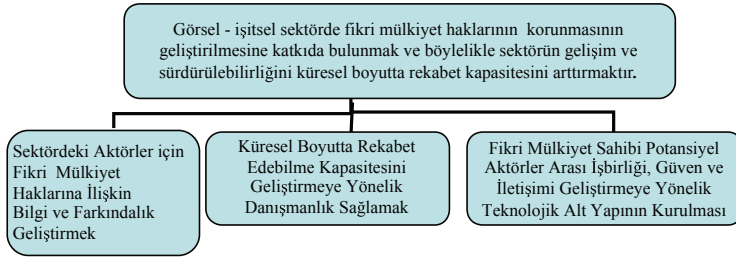 Görsel - işitsel sektörde fikri mülkiyet haklarının korunmasının
geliştirilmesine katkıda bulunmak ve böylelikle sektörün gelişim ve
sürdürülebilirliğini küresel boyutta rekabet kapasitesini arttırmaktır.
Sektördeki Aktörler için
Fikri Mülkiyet
Haklarına İlişkin
Bilgi ve Farkındalık
Geliştirmek
Küresel Boyutta Rekabet
Edebilme Kapasitesini
Geliştirmeye Yönelik
Danışmanlık Sağlamak
Fikri Mülkiyet Sahibi Potansiyel
Aktörler Arası İşbirliği, Güven ve
İletişimi Geliştirmeye Yönelik
Teknolojik Alt Yapının Kurulması